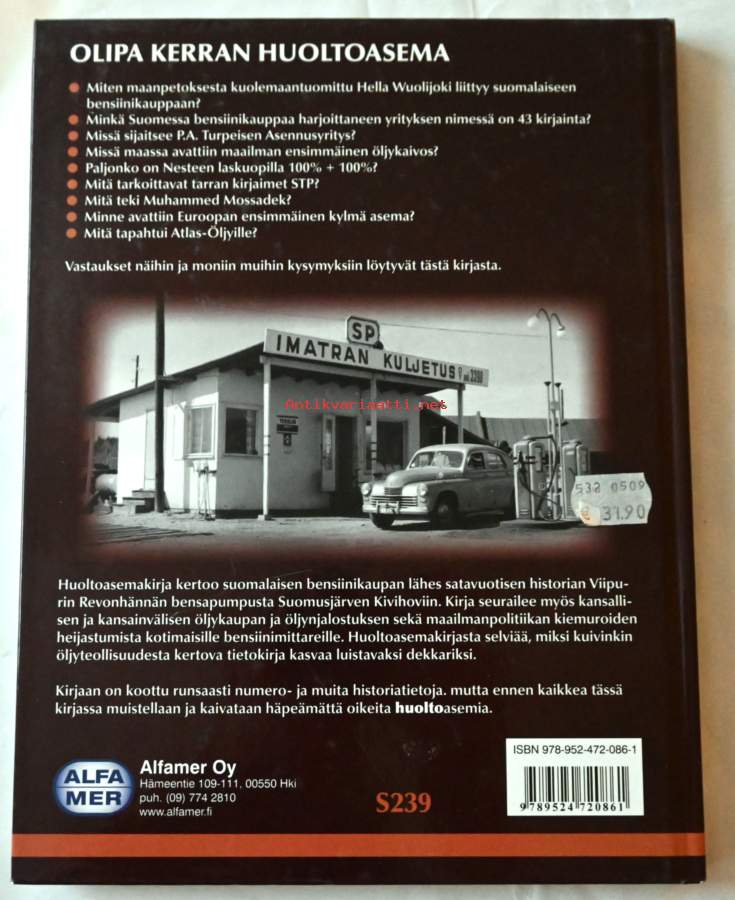 OLIPA KERRAN HUOLTOASEMA
Miten maanpetoksesta kuolemaantuomittu Hella Wuolijoki liittyy suomalaiseen
bensiinikauppaan?
Minkä Suomessa bensiinikauppaa harjoittaneen yrityksen nimessä on 43 kirjainta?
Missä sijaitsee P.A. Turpeisen Asennusyritys?
Missä maassa avattiin maailman ensimmäinen öljykaivos?
Paljonko on Nesteen laskuopilla 100% + 100%?
Mitä tarkoittavat tarran kirjaimet STP?
Mitä teki Muhammed Mossadek?
Minne avattiin Euroopan ensimmäinen kylmä asema?
Mitä tapahtui Atlas-Öljyille?
Vastaukset näihin ja moniin muihin kysymyksiin löytyvät tästä kirjasta.
SP
IMATRAN KULJETUS
Antikvariaatti.net
532 0509
€ 31.90
Huoltoasemakirja kertoo suomalaisen bensiinikaupan lähes satavuotisen historian Viipu-
rin Revonhännän bensapumpusta Suomusjärven Kivihoviin. Kirja seurailee myös kansalli-
sen ja kansainvälisen öljykaupan ja öljynjalostuksen sekä maailmanpolitiikan kiemuroiden
heijastumista kotimaisille bensiinimittareille. Huoltoasemakirjasta selviää, miksi kuivinkin
öljyteollisuudesta kertova tietokirja kasvaa luistavaksi dekkariksi.
Kirjaan on koottu runsaasti numero- ja muita historiatietoja. mutta ennen kaikkea tässä
kirjassa muistellaan ja kaivataan häpeämättä oikeita huoltoasemia.
ALFA
MER
Alfamer Oy
Hämeentie 109-111, 00550 Hki
puh. (09) 774 2810
www.alfamer.fi
S239
ISBN 978-952-472-086-1
9789524720861